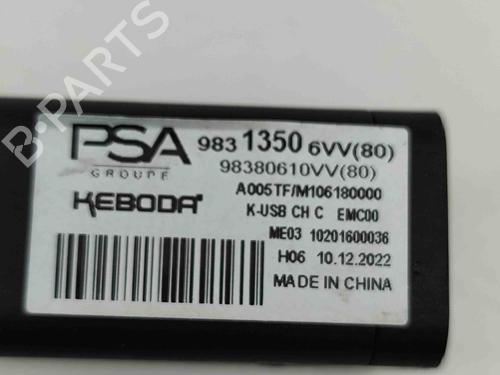 PSA 983 1350 6VV(80)
GROUPE 98380610VV(80)
A005TF/M106180000
KEBODA K-USB CH C EMC00
ME03 10201600036
H06 10.12.2022
MADE IN CHINA
B-PARTS